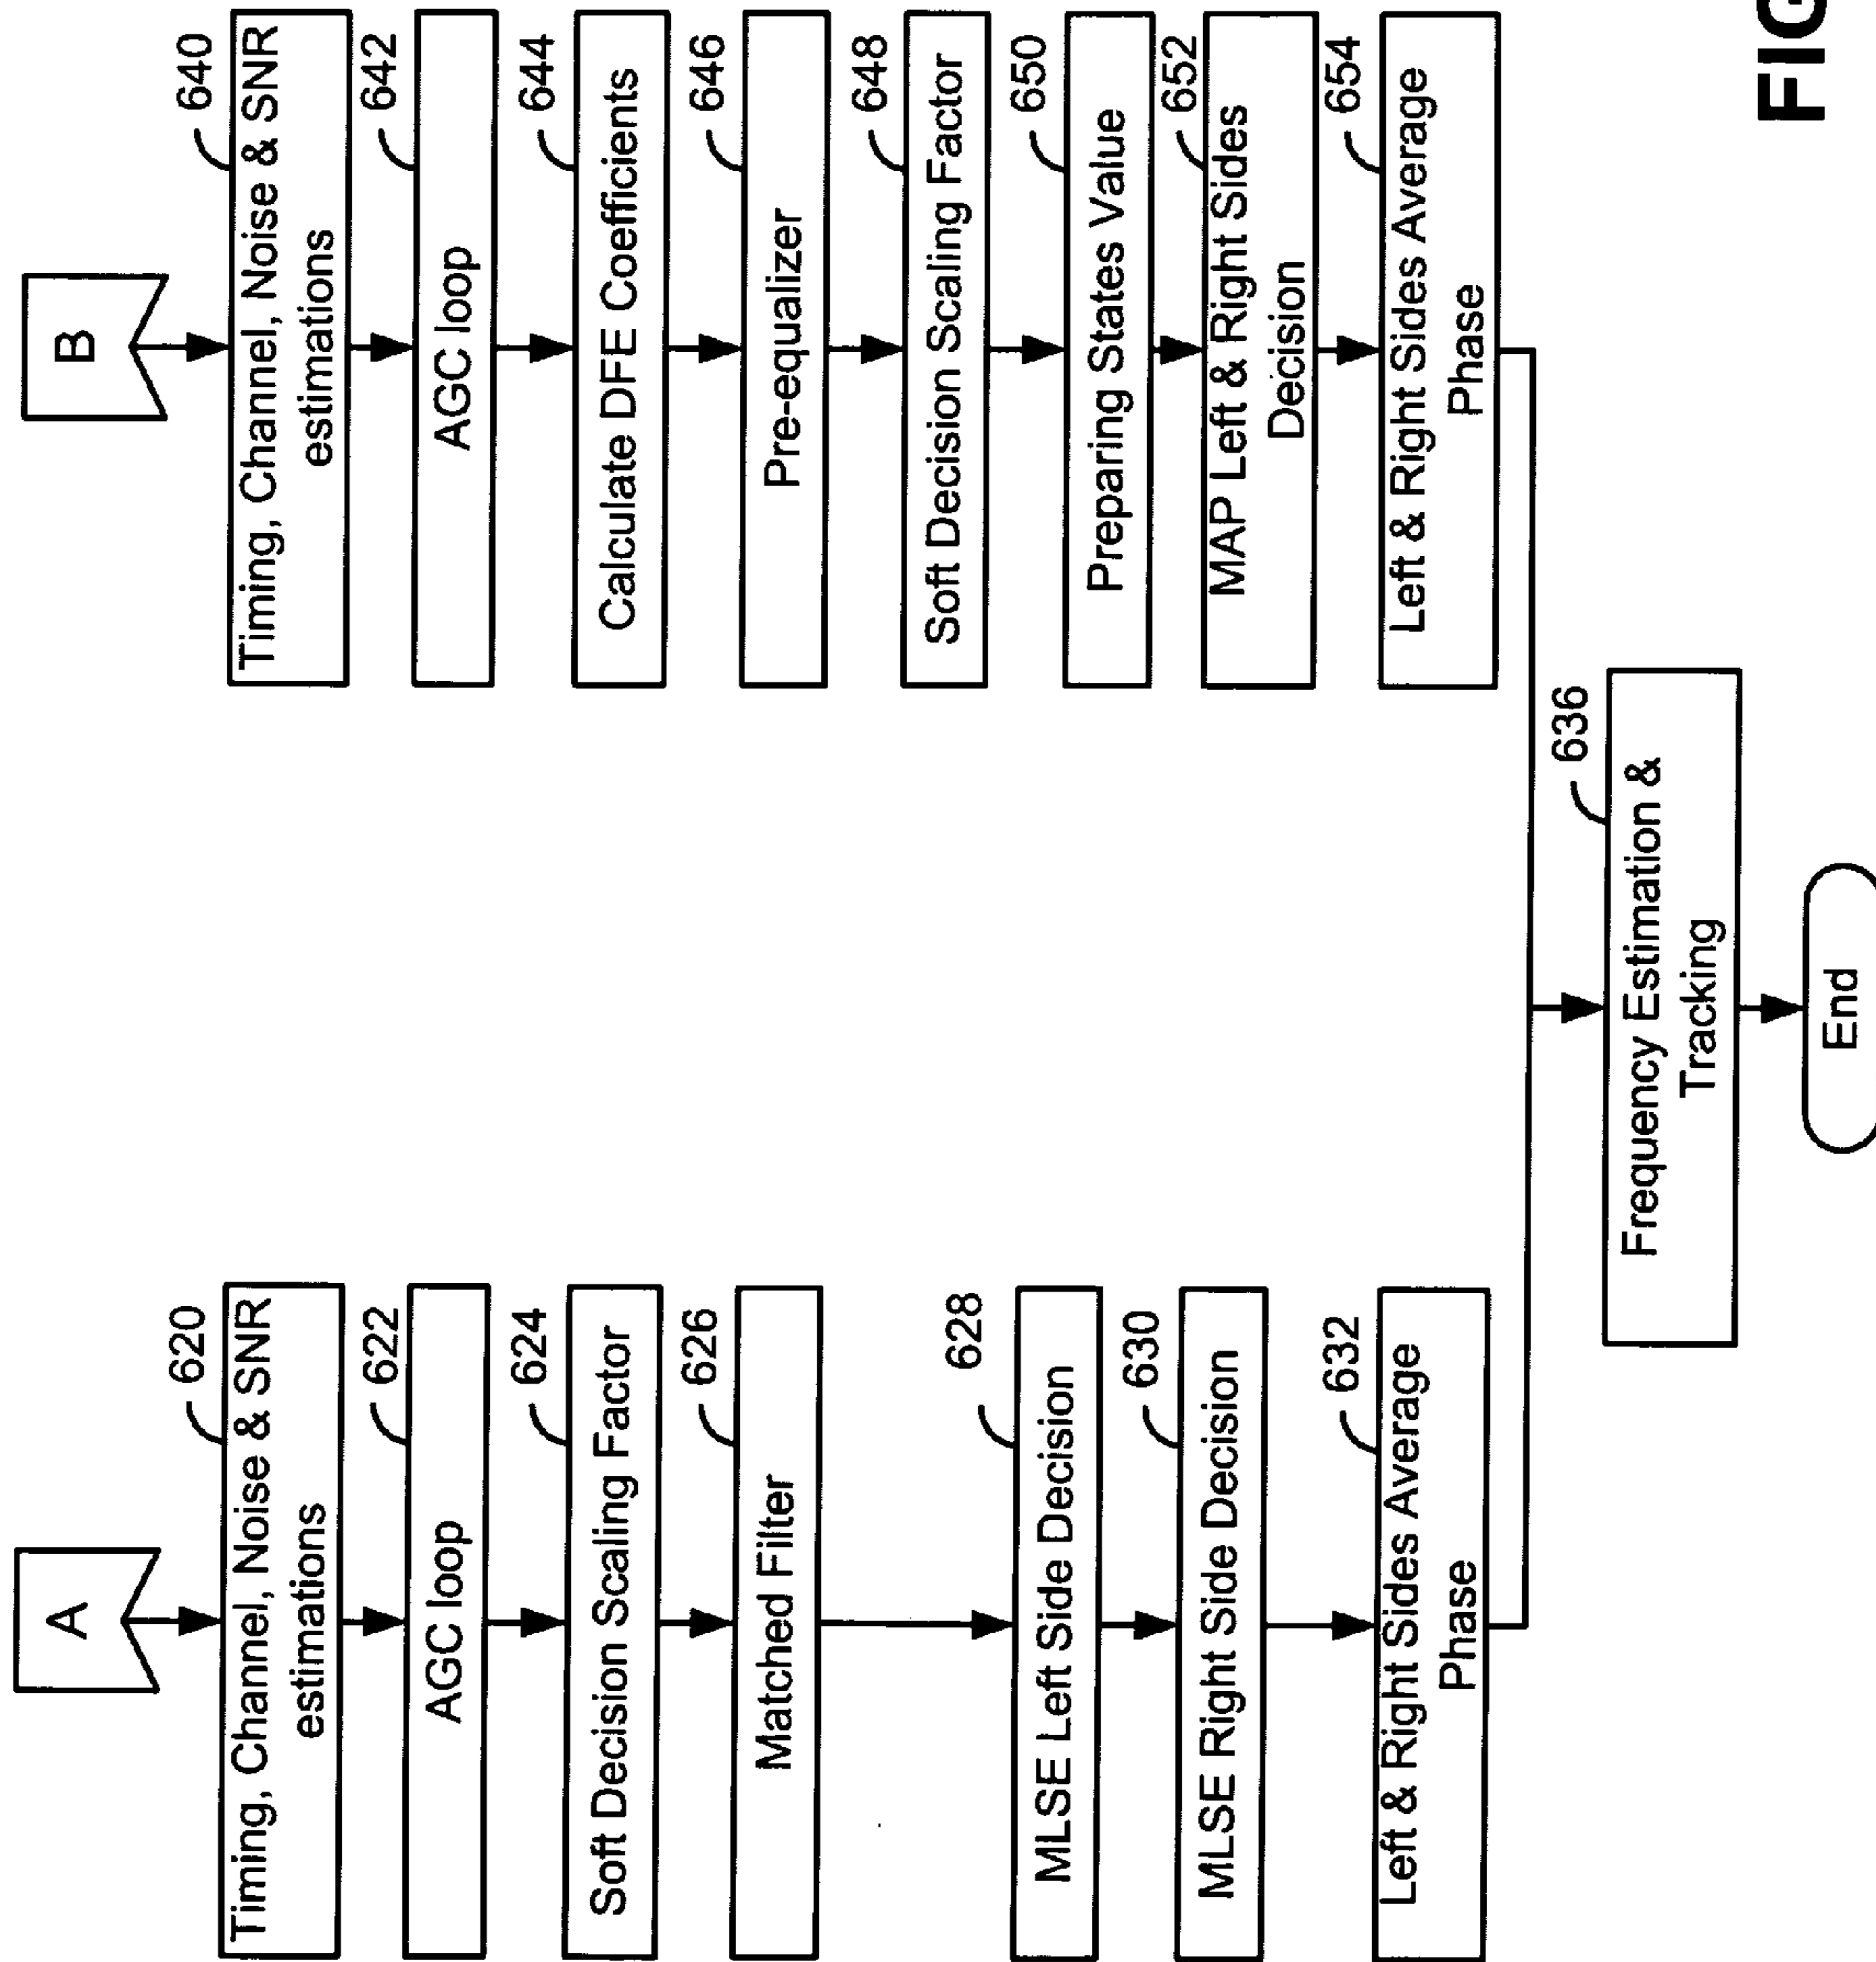 A
620
Timing, Channel, Noise & SNR
estimations
622
AGC loop
624
Soft Decision Scaling Factor
626
Matched Filter
628
MLSE Left Side Decision
630
MLSE Right Side Decision
632
Left & Right Sides Average
Phase
B
640
Timing, Channel, Noise & SNR
estimations
642
AGC loop
644
Calculate DFE Coefficients
646
Pre-equalizer
648
Soft Decision Scaling Factor
650
Preparing States Value
652
MAP Left & Right Sides
Decision
654
Left & Right Sides Average
Phase
636
Frequency Estimation &
Tracking
End